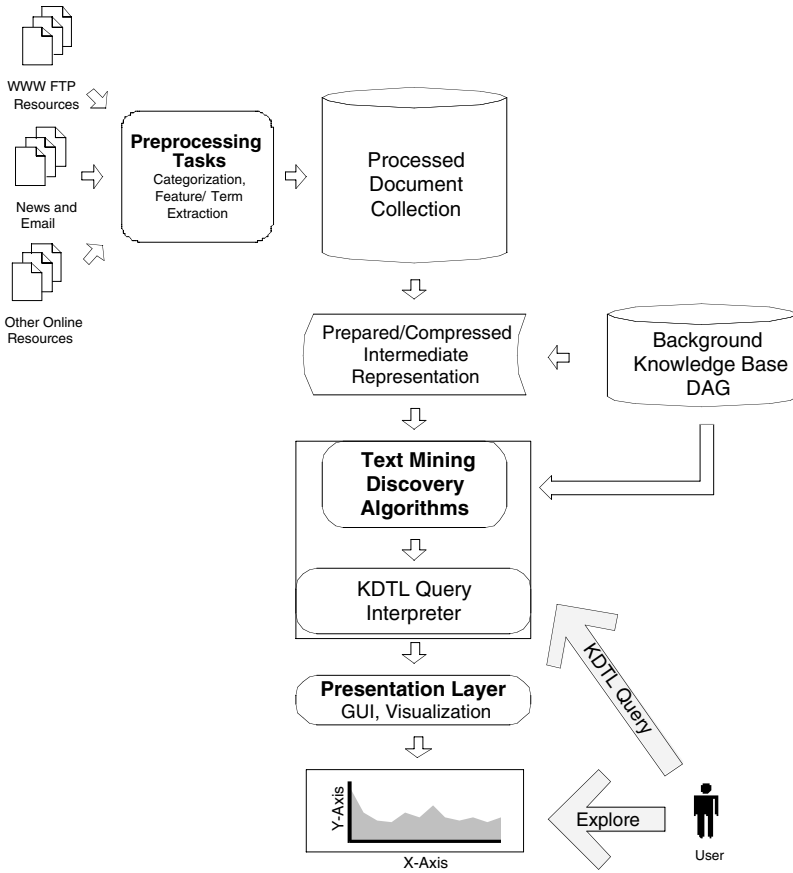 WWW FTP
Resources
News and
Email
Other Online
Resources
Preprocessing
Tasks
Categorization,
Feature/ Term
Extraction
Processed
Document
Collection
Prepared/Compressed
Intermediate
Representation
Background
Knowledge Base
DAG
Text Mining
Discovery
Algorithms
KDTL Query
Interpreter
KDTL Query
Presentation Layer
GUI, Visualization
Y-Axis
X-Axis
Explore
User